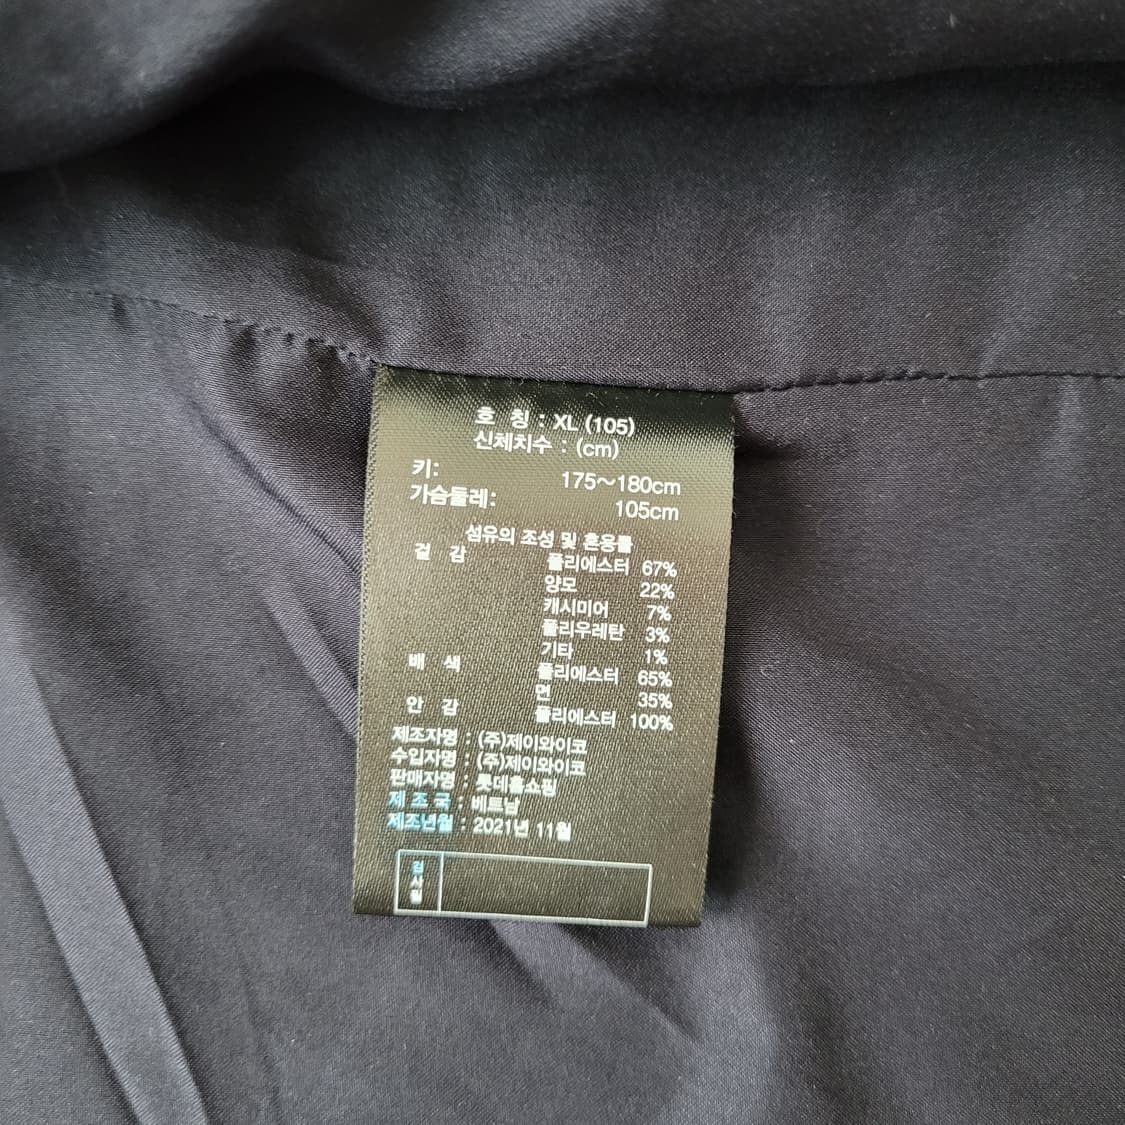 호 칭 : XL (105)
신체치수 : (cm)
키: 175~180cm
가슴둘레: 105cm
섬유의 조성 및 혼용률
겉 감 폴리에스터 67%
양모 22%
캐시미어 7%
폴리우레탄 3%
기타 1%
배 색 폴리에스터 65%
면 35%
안 감 폴리에스터 100%
제조자명 : (주)제이와이코
수입자명 : (주)제이와이코
판매자명 : 롯데홈쇼핑
제 조 국 : 베트남
제조년월 : 2021년 11월
검사필